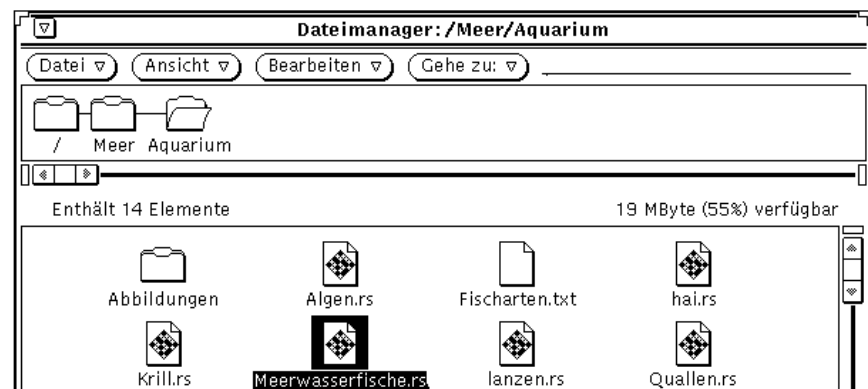 Dateimanager:/Meer/Aquarium
Datei Ansicht Bearbeiten Gehe zu:
/ Meer Aquarium
Enthält 14 Elemente 19 MByte (55%) verfügbar
Abbildungen Algen.rs Fischarten.txt hai.rs
Krill.rs Meerwasserfische.rs lanzen.rs Quallen.rs